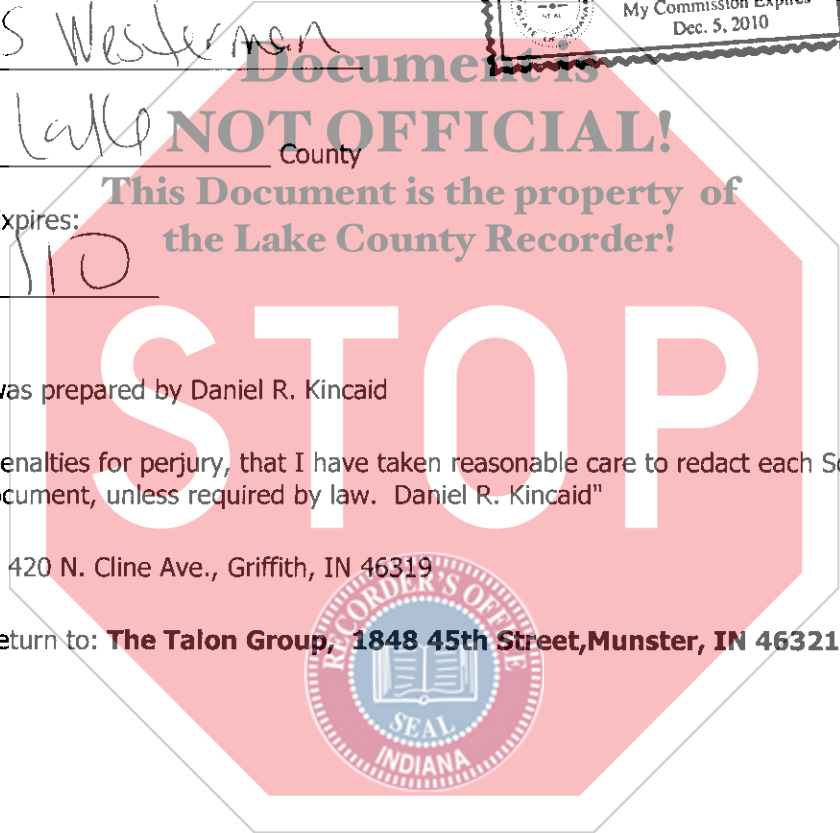 My Commission Expires
Dec. 5, 2010
SEAL
S Westerman
Document is
NOT OFFICIAL!
Lake County
This Document is the property of
the Lake County Recorder!
xpires:
10
STOP
was prepared by Daniel R. Kincaid
enalties for perjury, that I have taken reasonable care to redact each S
cument, unless required by law. Daniel R. Kincaid"
420 N. Cline Ave., Griffith, IN 46319
eturn to: The Talon Group, 1848 45th Street,Munster, IN 46321
RECORDER'S OFFICE
SEAL
INDIANA